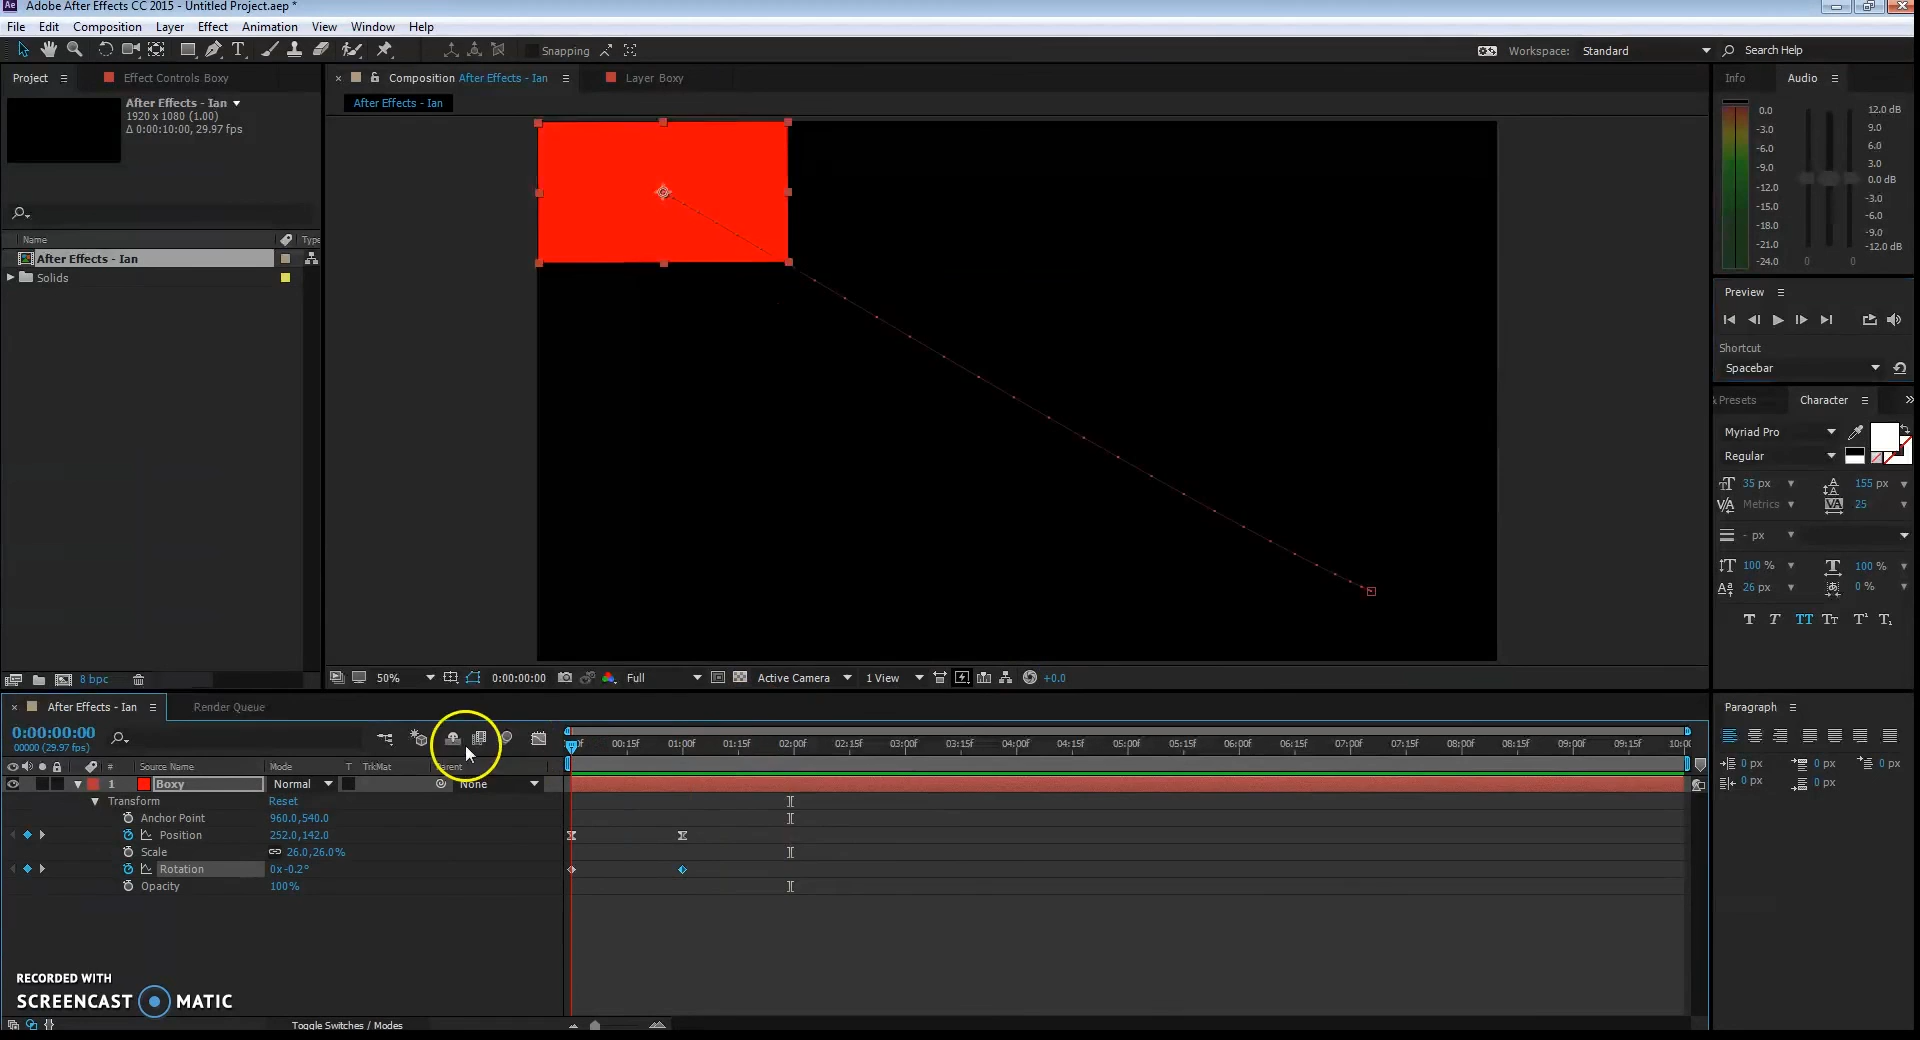 Ae Adobe After Effects CC 2015 - Untitled Project.aep *
File Edit Composition Layer Effect Animation View Window Help
Snapping
Workspace: Standard Search Help
Project Effect Controls Boxy
Composition After Effects - Ian Layer Boxy
Info Audio
After Effects - Ian
1920 x 1080 (1.00)
Δ 0:00:10:00, 29.97 fps
After Effects - Ian
Name Type
After Effects - Ian
Solids
0.0
-3.0
-6.0
-9.0
-12.0
-15.0
-18.0
-21.0
-24.0
0 0
12.0 dB
9.0
6.0
3.0
0.0 dB
-3.0
-6.0
-9.0
-12.0 dB
Preview
Shortcut
Spacebar
& Presets Character
Myriad Pro
Regular
35 px 155 px
Metrics 25
- px
100 % 100 %
26 px 0 %
T T TT Tt T¹ T₁
8 bpc
50% 0:00:00:00 Full Active Camera 1 View +0.0
After Effects - Ian Render Queue
0:00:00:00
00000 (29.97 fps)
00:15f 01:00f 01:15f 02:00f 02:15f 03:00f 03:15f 04:00f 04:15f 05:00f 05:15f 06:00f 06:15f 07:00f 07:15f 08:00f 08:15f 09:00f 09:15f
# Source Name Mode T TrkMat Parent
1 Boxy Normal None
Transform Reset
Anchor Point 960.0,540.0
Position 252.0,142.0
Scale 26.0,26.0%
Rotation 0x-0.2°
Opacity 100%
Paragraph
0 px 0 px 0 px
0 px 0 px
RECORDED WITH
SCREENCAST MATIC
Toggle Switches / Modes